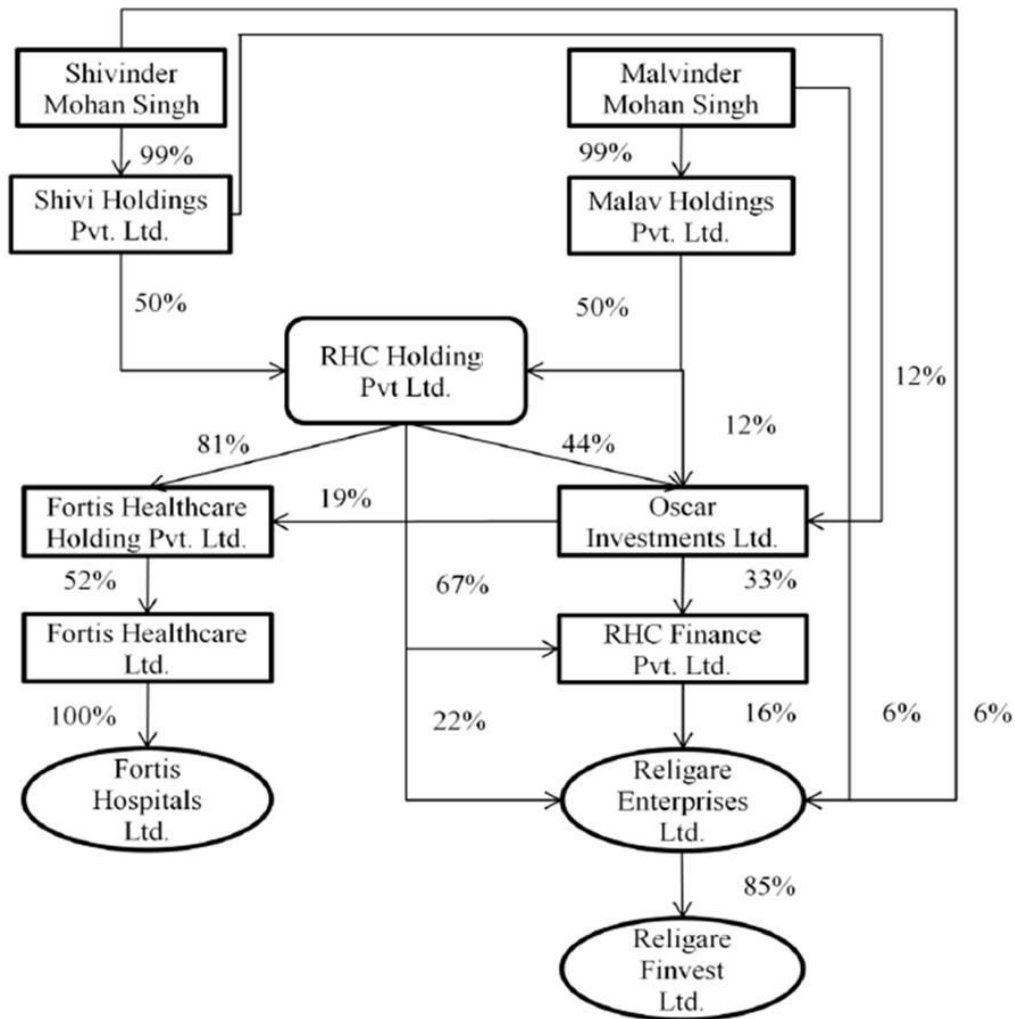 Shivinder
Mohan Singh
Malvinder
Mohan Singh
99%
99%
Shivi Holdings
Pvt. Ltd.
Malav Holdings
Pvt. Ltd.
50%
50%
RHC Holding
Pvt Ltd.
12%
81%
44%
12%
Fortis Healthcare
Holding Pvt. Ltd.
19%
Oscar
Investments Ltd.
52%
67%
33%
Fortis Healthcare
Ltd.
RHC Finance
Pvt. Ltd.
100%
22%
16%
6%
6%
Fortis
Hospitals
Ltd.
Religare
Enterprises
Ltd.
85%
Religare
Finvest
Ltd.